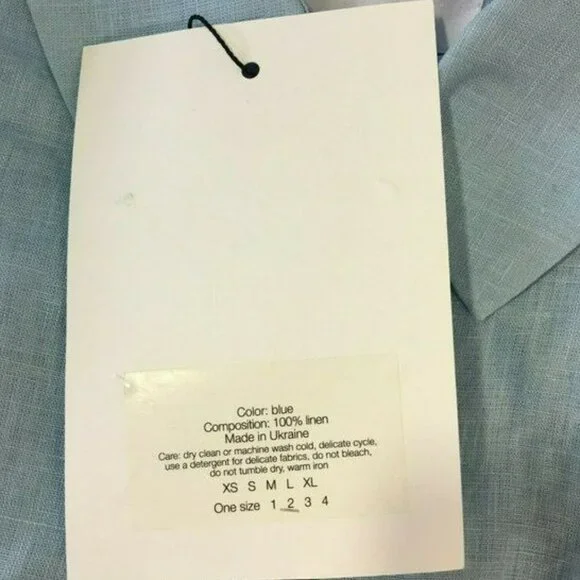 Color: blue
Composition: 100% linen
Made in Ukraine
Care: dry clean or machine wash cold, delicate cycle,
use a detergent for delicate fabrics, do not bleach,
do not tumble dry, warm iron
XS S M L XL
One size 1 2 3 4